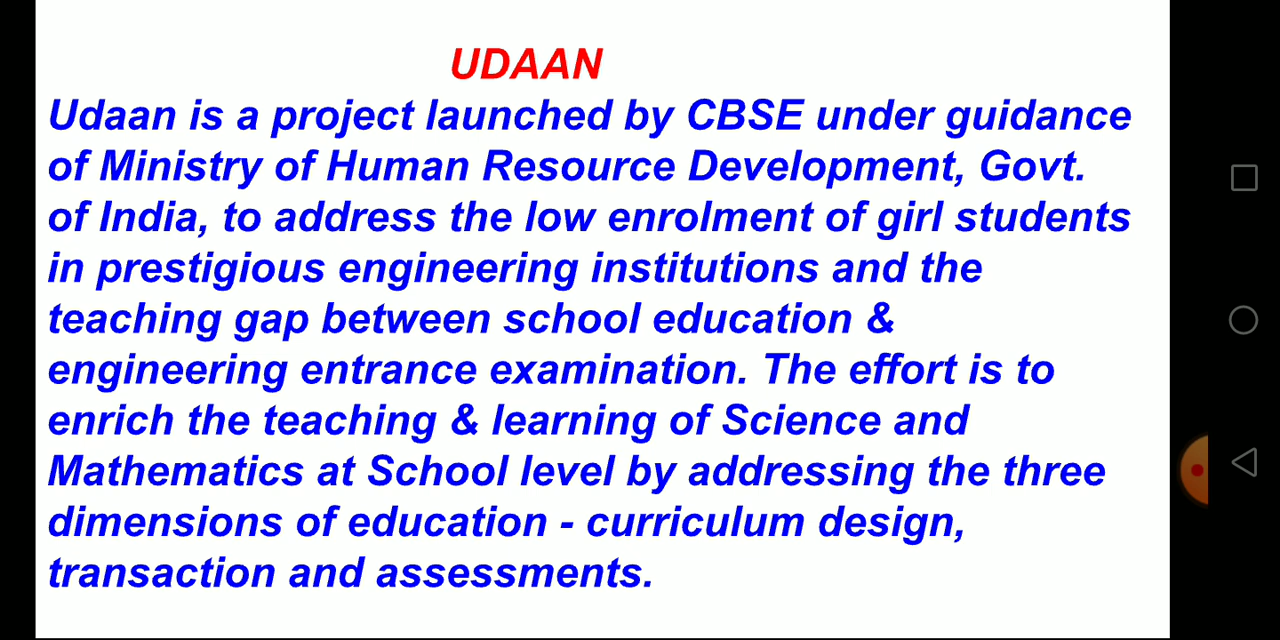 UDAAN
Udaan is a project launched by CBSE under guidance
of Ministry of Human Resource Development, Govt.
of India, to address the low enrolment of girl students
in prestigious engineering institutions and the
teaching gap between school education &
engineering entrance examination. The effort is to
enrich the teaching & learning of Science and
Mathematics at School level by addressing the three
dimensions of education - curriculum design,
transaction and assessments.